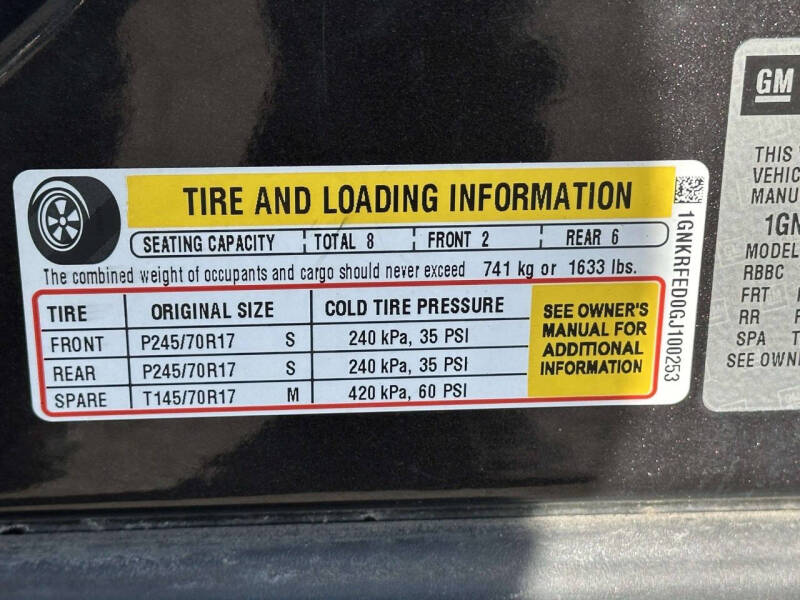 TIRE AND LOADING INFORMATION
SEATING CAPACITY TOTAL 8 FRONT 2 REAR 6
The combined weight of occupants and cargo should never exceed 741 kg or 1633 lbs.
TIRE ORIGINAL SIZE COLD TIRE PRESSURE
FRONT P245/70R17 S 240 kPa, 35 PSI
REAR P245/70R17 S 240 kPa, 35 PSI
SPARE T145/70R17 M 420 kPa, 60 PSI
SEE OWNER'S
MANUAL FOR
ADDITIONAL
INFORMATION
1GNKRFED0GJ100253
GM
THIS
VEHIC
MANU
1GN
MODEL
RBBC
FRT
RR
SPA T
SEE OWN